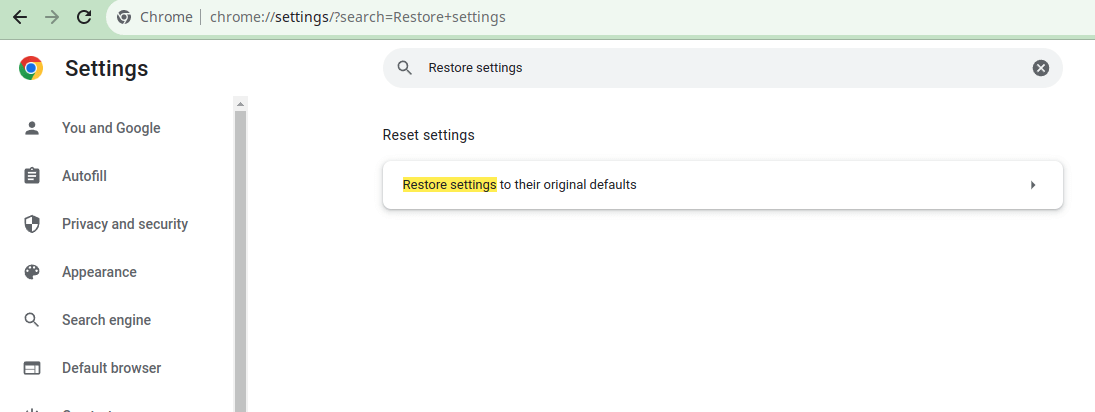 Chrome | chrome://settings/?search=Restore+settings
Settings
Restore settings
You and Google
Autofill
Privacy and security
Appearance
Search engine
Default browser
Reset settings
Restore settings to their original defaults